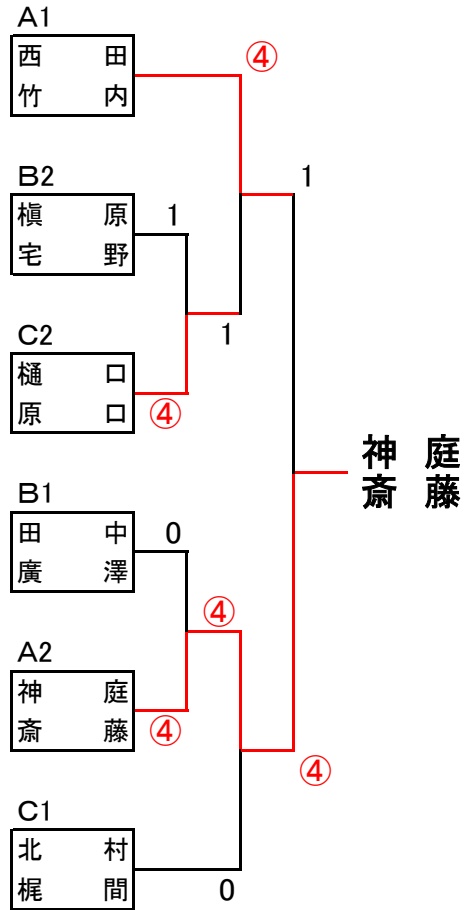 A1
西 田
竹 内
④
B2
槇 原
宅 野
1
1
C2
樋 口
原 口
④
1
神 庭
斎 藤
B1
田 中
廣 澤
0
④
A2
神 庭
斎 藤
④
④
C1
北 村
梶 間
0